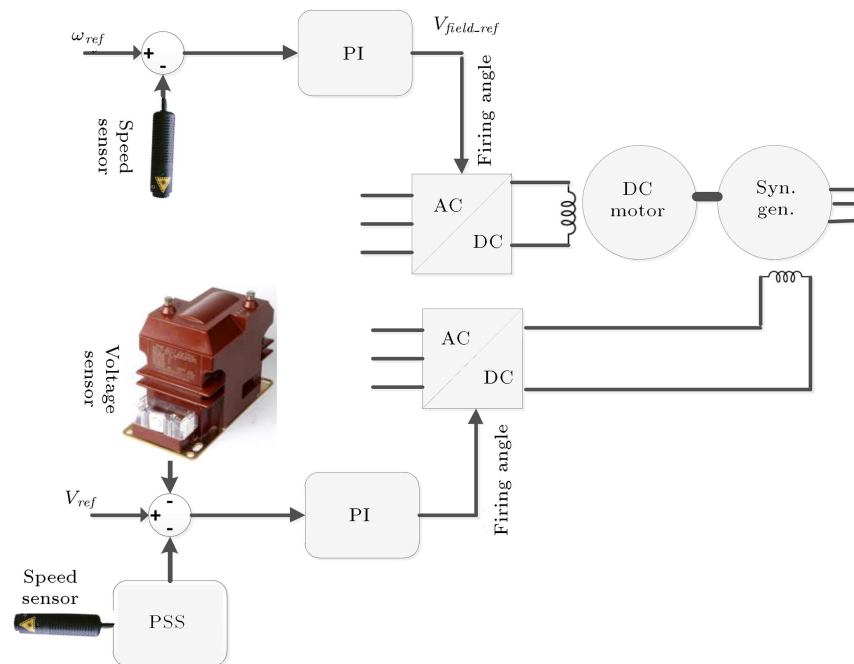 ω_ref
+
-
Speed
sensor
PI
V_field_ref
Firing angle
AC
DC
DC
motor
Syn.
gen.
AC
DC
Voltage
sensor
V_ref
-
+
-
PI
Firing angle
Speed
sensor
PSS